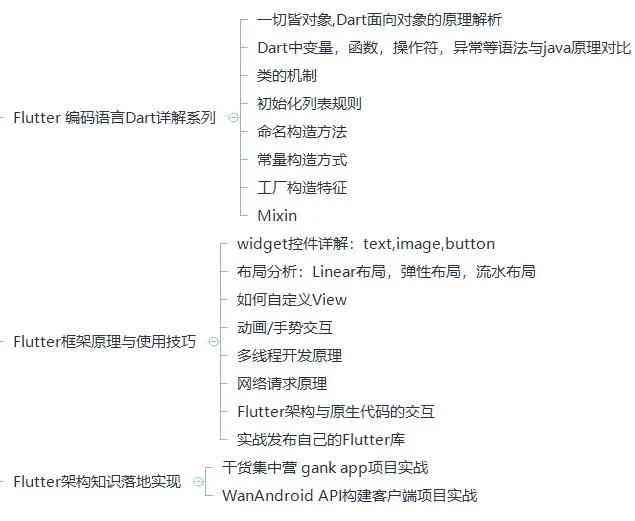 一切皆对象,Dart面向对象的原理解析
Dart中变量，函数，操作符，异常等语法与java原理对比
类的机制
初始化列表规则
Flutter 编码语言Dart详解系列
命名构造方法
常量构造方式
工厂构造特征
Mixin
widget控件详解：text,image,button
布局分析：Linear布局，弹性布局，流水布局
如何自定义View
动画/手势交互
Flutter框架原理与使用技巧
多线程开发原理
网络请求原理
Flutter架构与原生代码的交互
实战发布自己的Flutter库
干货集中营 gank app项目实战
Flutter架构知识落地实现
WanAndroid API构建客户端项目实战